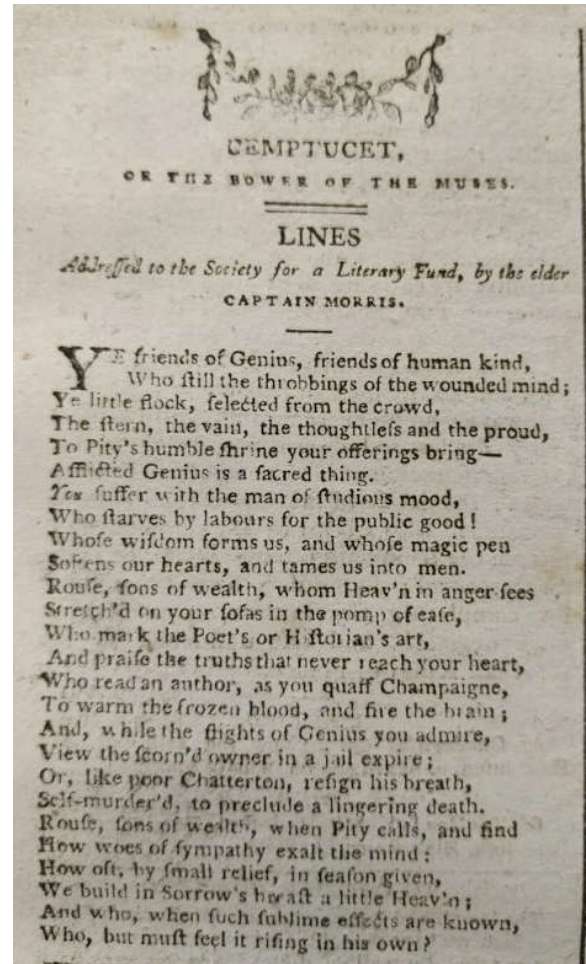 CEMPTUCET,
OR THE BOWER OF THE MUSES.
LINES
Addreſſed to the Society for a Literary Fund, by the elder
CAPTAIN MORRIS.
YE friends of Genius, friends of human kind,
Who ſtill the throbbings of the wounded mind;
Ye little flock, ſelected from the crowd,
The ſtern, the vain, the thoughtleſs and the proud,
To Pity's humble ſhrine your offerings bring—
Afflicted Genius is a ſacred thing.
You ſuffer with the man of ſtudious mood,
Who ſtarves by labours for the public good!
Whoſe wiſdom forms us, and whoſe magic pen
Softens our hearts, and tames us into men.
Rouſe, ſons of wealth, whom Heav'n in anger ſees
Stretch'd on your ſofas in the pomp of eaſe,
Who mark the Poet's or Hiſtorian's art,
And praiſe the truths that never reach your heart,
Who read an author, as you quaff Champaigne,
To warm the frozen blood, and fire the brain;
And, while the flights of Genius you admire,
View the ſcorn'd owner in a jail expire;
Or, like poor Chatterton, reſign his breath,
Self-murder'd, to preclude a lingering death.
Rouſe, ſons of wealth, when Pity calls, and find
How woes of ſympathy exalt the mind:
How oft, by ſmall relief, in ſeaſon given,
We build in Sorrow's breaſt a little Heav'n;
And who, when ſuch ſublime effects are known,
Who, but muſt feel it riſing in his own?